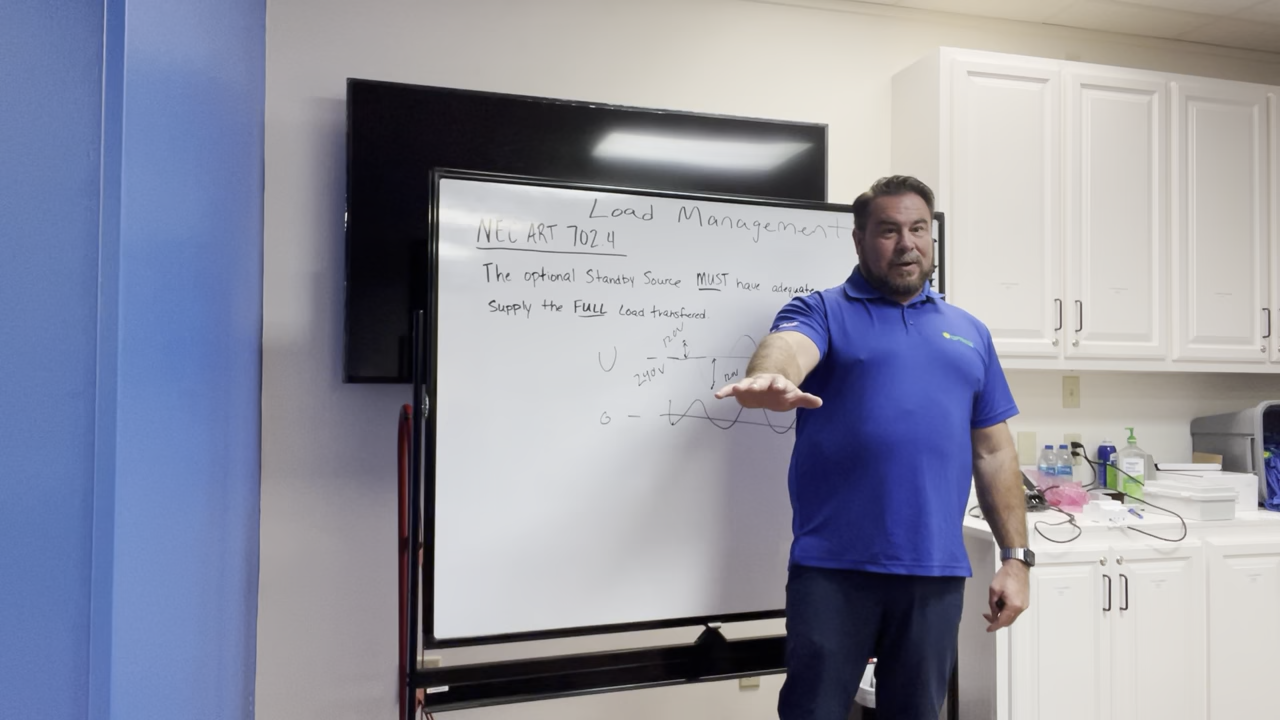 Load Management
NEC ART 702.4
The optional Standby Source MUST have adequate
Supply the FULL Load transfered.
120V
U
240V
120V
G